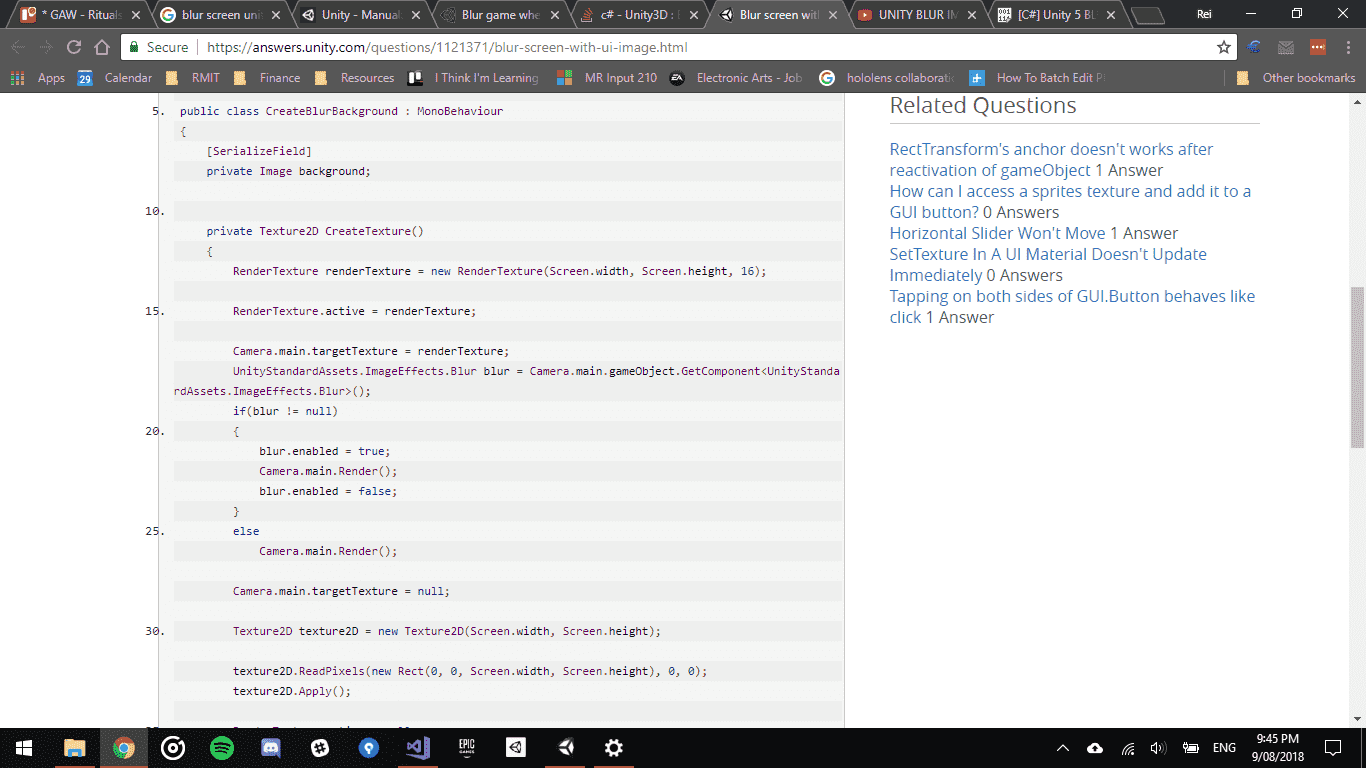 * GAW - Rituals
blur screen uni
Unity - Manual:
Blur game whe
c# - Unity3D : B
Blur screen with
UNITY BLUR IM
[C#] Unity 5 BL
Rei
Secure
https://answers.unity.com/questions/1121371/blur-screen-with-ui-image.html
Apps
29
Calendar
RMIT
Finance
Resources
I Think I'm Learning
MR Input 210
EA
Electronic Arts - Job
hololens collaborati
How To Batch Edit P
Other bookmarks
5. public class CreateBlurBackground : MonoBehaviour
{
[SerializeField]
private Image background;
10.
private Texture2D CreateTexture()
{
RenderTexture renderTexture = new RenderTexture(Screen.width, Screen.height, 16);
15. RenderTexture.active = renderTexture;
Camera.main.targetTexture = renderTexture;
UnityStandardAssets.ImageEffects.Blur blur = Camera.main.gameObject.GetComponent<UnityStanda
rdAssets.ImageEffects.Blur>();
if(blur != null)
20. {
blur.enabled = true;
Camera.main.Render();
blur.enabled = false;
}
25. else
Camera.main.Render();
Camera.main.targetTexture = null;
30. Texture2D texture2D = new Texture2D(Screen.width, Screen.height);
texture2D.ReadPixels(new Rect(0, 0, Screen.width, Screen.height), 0, 0);
texture2D.Apply();
Related Questions
RectTransform's anchor doesn't works after
reactivation of gameObject 1 Answer
How can I access a sprites texture and add it to a
GUI button? 0 Answers
Horizontal Slider Won't Move 1 Answer
SetTexture In A UI Material Doesn't Update
Immediately 0 Answers
Tapping on both sides of GUI.Button behaves like
click 1 Answer
EPIC
GAMES
ENG
9:45 PM
9/08/2018